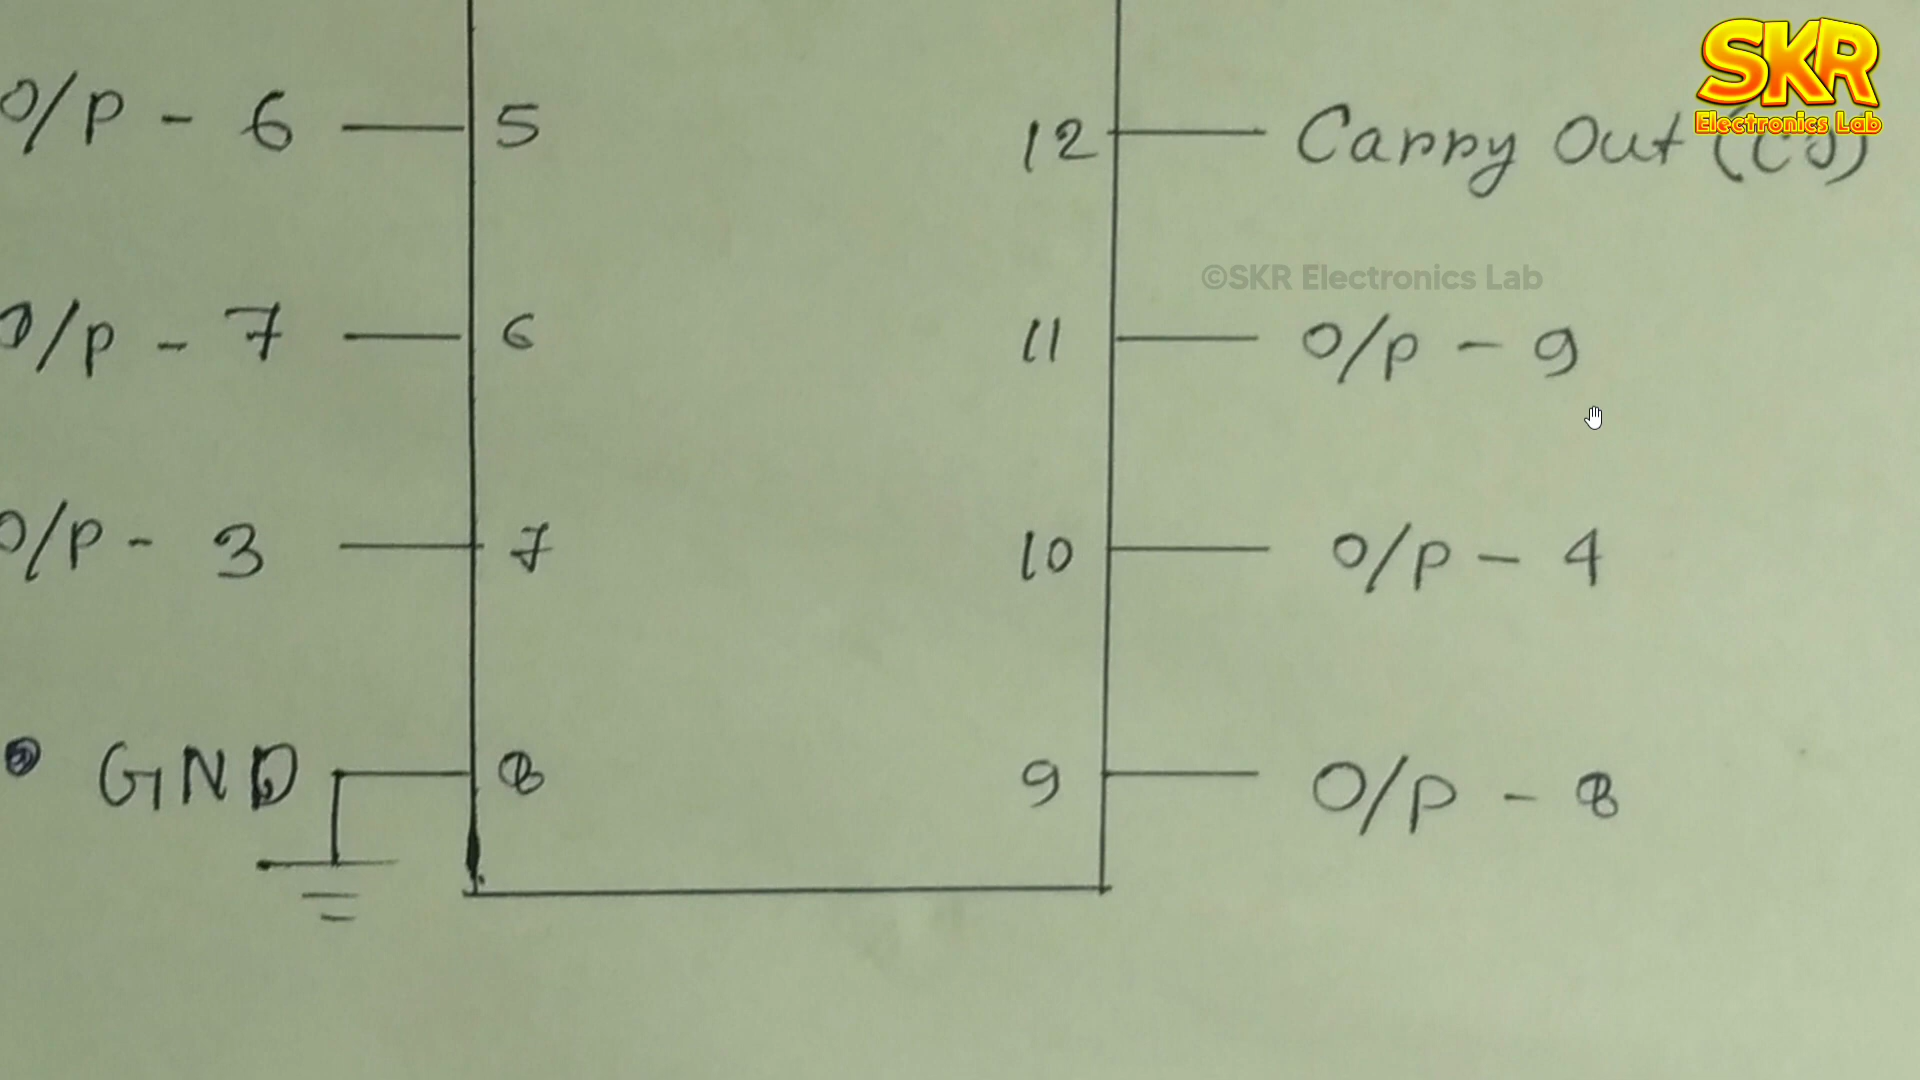 SKR
Electronics Lab
O/P - 6 5 12 Carry Out
©SKR Electronics Lab
O/P - 7 6 11 O/P - 9
O/P - 3 7 10 O/P - 4
GND 8 9 O/P - 8